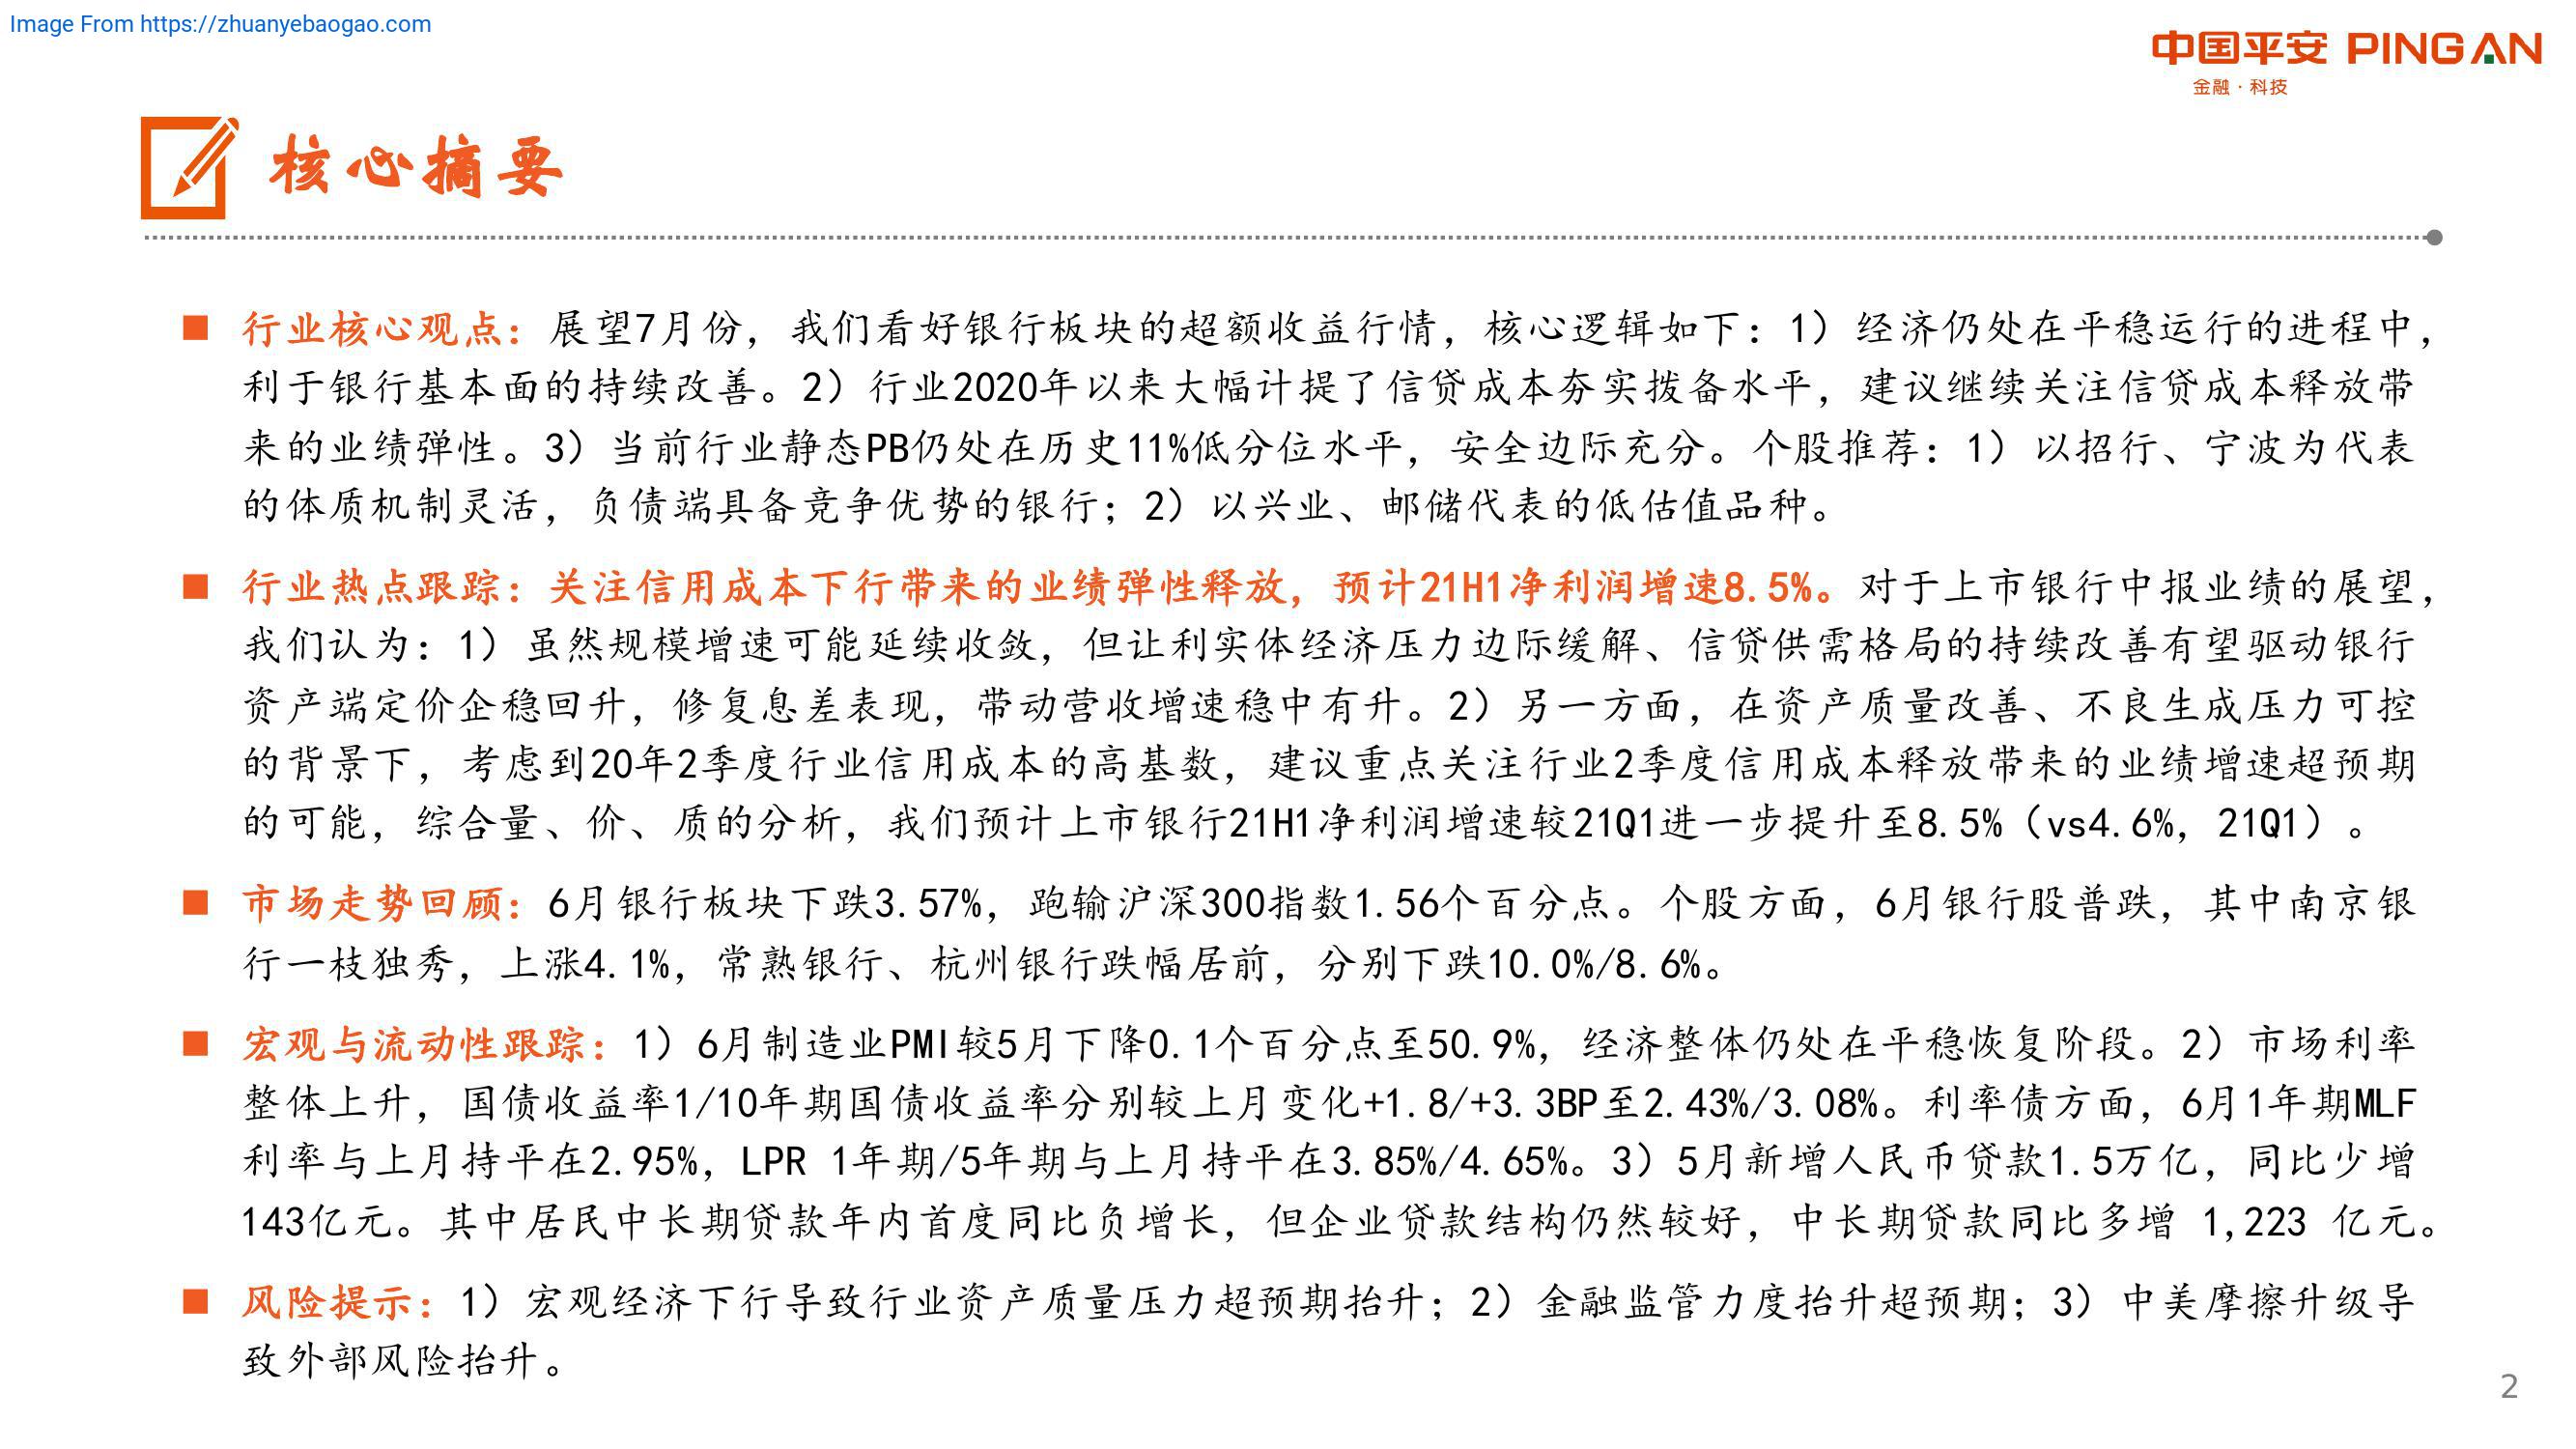 Image From https://zhuanyebaogao.com
中国平安 PINGAN
金融·科技
核心摘要
行业核心观点：展望7月份，我们看好银行板块的超额收益行情，核心逻辑如下：1）经济仍处在平稳运行的进程中，
利于银行基本面的持续改善。2）行业2020年以来大幅计提了信贷成本夯实拨备水平，建议继续关注信贷成本释放带
来的业绩弹性。3）当前行业静态PB仍处在历史11%低分位水平，安全边际充分。个股推荐：1）以招行、宁波为代表
的体质机制灵活，负债端具备竞争优势的银行；2）以兴业、邮储代表的低估值品种。
行业热点跟踪：关注信用成本下行带来的业绩弹性释放，预计21H1净利润增速8.5%。对于上市银行中报业绩的展望，
我们认为：1）虽然规模增速可能延续收敛，但让利实体经济压力边际缓解、信贷供需格局的持续改善有望驱动银行
资产端定价企稳回升，修复息差表现，带动营收增速稳中有升。2）另一方面，在资产质量改善、不良生成压力可控
的背景下，考虑到20年2季度行业信用成本的高基数，建议重点关注行业2季度信用成本释放带来的业绩增速超预期
的可能，综合量、价、质的分析，我们预计上市银行21H1净利润增速较21Q1进一步提升至8.5%（vs4.6%，21Q1）。
市场走势回顾：6月银行板块下跌3.57%，跑输沪深300指数1.56个百分点。个股方面，6月银行股普跌，其中南京银
行一枝独秀，上涨4.1%，常熟银行、杭州银行跌幅居前，分别下跌10.0%/8.6%。
宏观与流动性跟踪：1）6月制造业PMI较5月下降0.1个百分点至50.9%，经济整体仍处在平稳恢复阶段。2）市场利率
整体上升，国债收益率1/10年期国债收益率分别较上月变化+1.8/+3.3BP至2.43%/3.08%。利率债方面，6月1年期MLF
利率与上月持平在2.95%，LPR 1年期/5年期与上月持平在3.85%/4.65%。3）5月新增人民币贷款1.5万亿，同比少增
143亿元。其中居民中长期贷款年内首度同比负增长，但企业贷款结构仍然较好，中长期贷款同比多增 1,223 亿元。
风险提示：1）宏观经济下行导致行业资产质量压力超预期抬升；2）金融监管力度抬升超预期；3）中美摩擦升级导
致外部风险抬升。
2